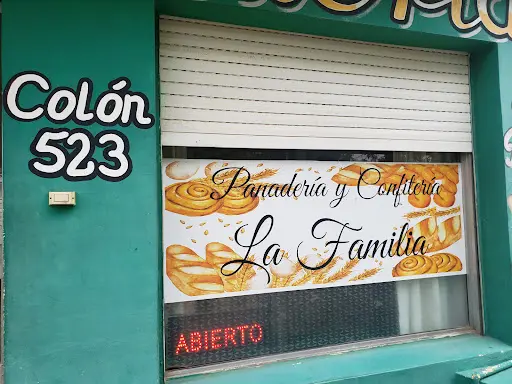 Colón
523
Panadería y Confitería
La Familia
ABIERTO